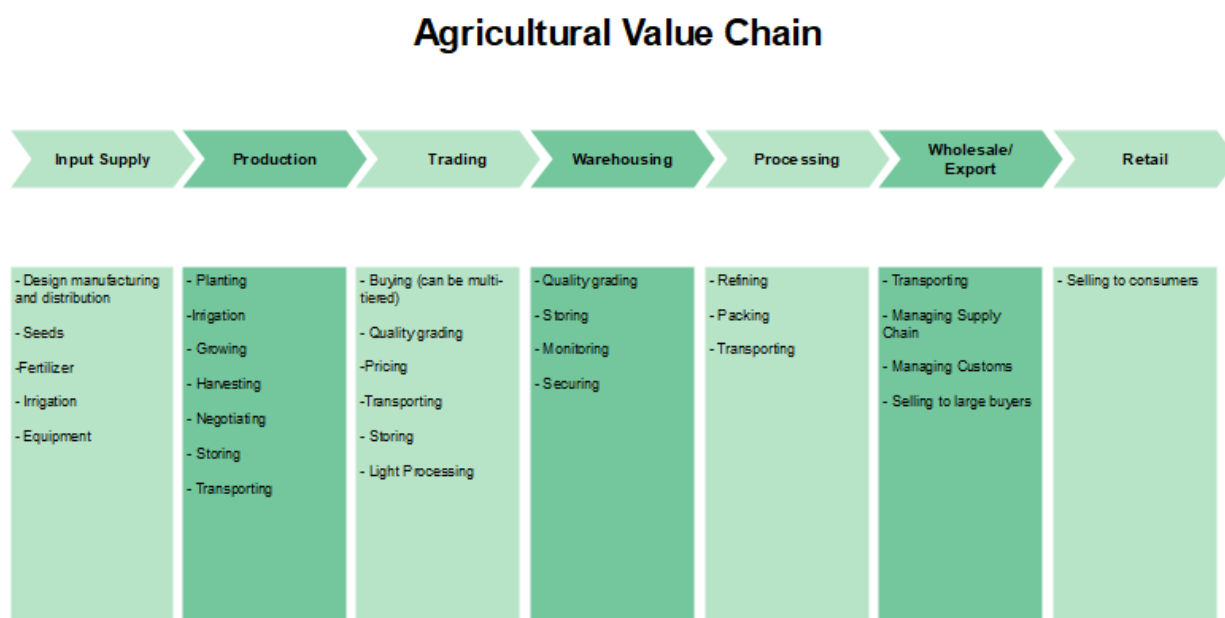 Agricultural Value Chain
Input Supply
Production
Trading
Warehousing
Processing
Wholesale/
Export
Retail
- Design manufacturing
and distribution
- Seeds
-Fertilizer
- Irrigation
- Equipment
- Planting
-Irrigation
- Growing
- Harvesting
- Negotiating
- Storing
- Transporting
- Buying (can be multi-
tiered)
- Quality grading
-Pricing
-Transporting
- Storing
- Light Processing
- Quality grading
- Storing
- Monitoring
- Securing
- Refining
- Packing
- Transporting
- Transporting
- Managing Supply
Chain
- Managing Customs
- Selling to large buyers
- Selling to consumers